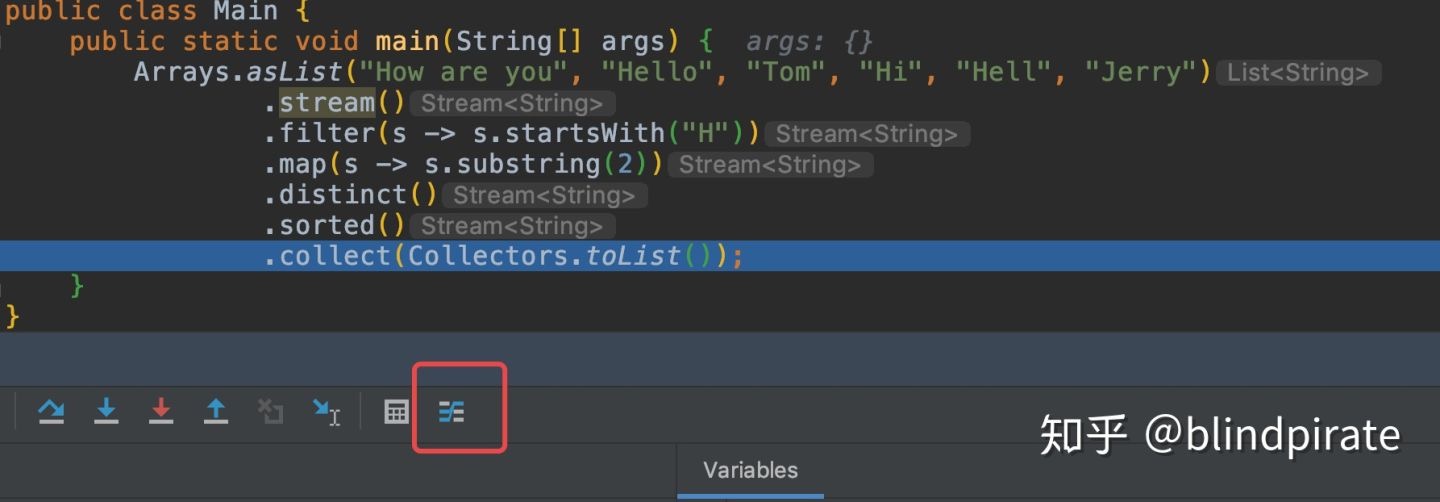 public class Main {
public static void main(String[] args) { args: {}
Arrays.asList("How are you", "Hello", "Tom", "Hi", "Hell", "Jerry") List<String>
.stream() Stream<String>
.filter(s -> s.startsWith("H")) Stream<String>
.map(s -> s.substring(2)) Stream<String>
.distinct() Stream<String>
.sorted() Stream<String>
.collect(Collectors.toList());
}
}
知乎 @blindpirate
Variables